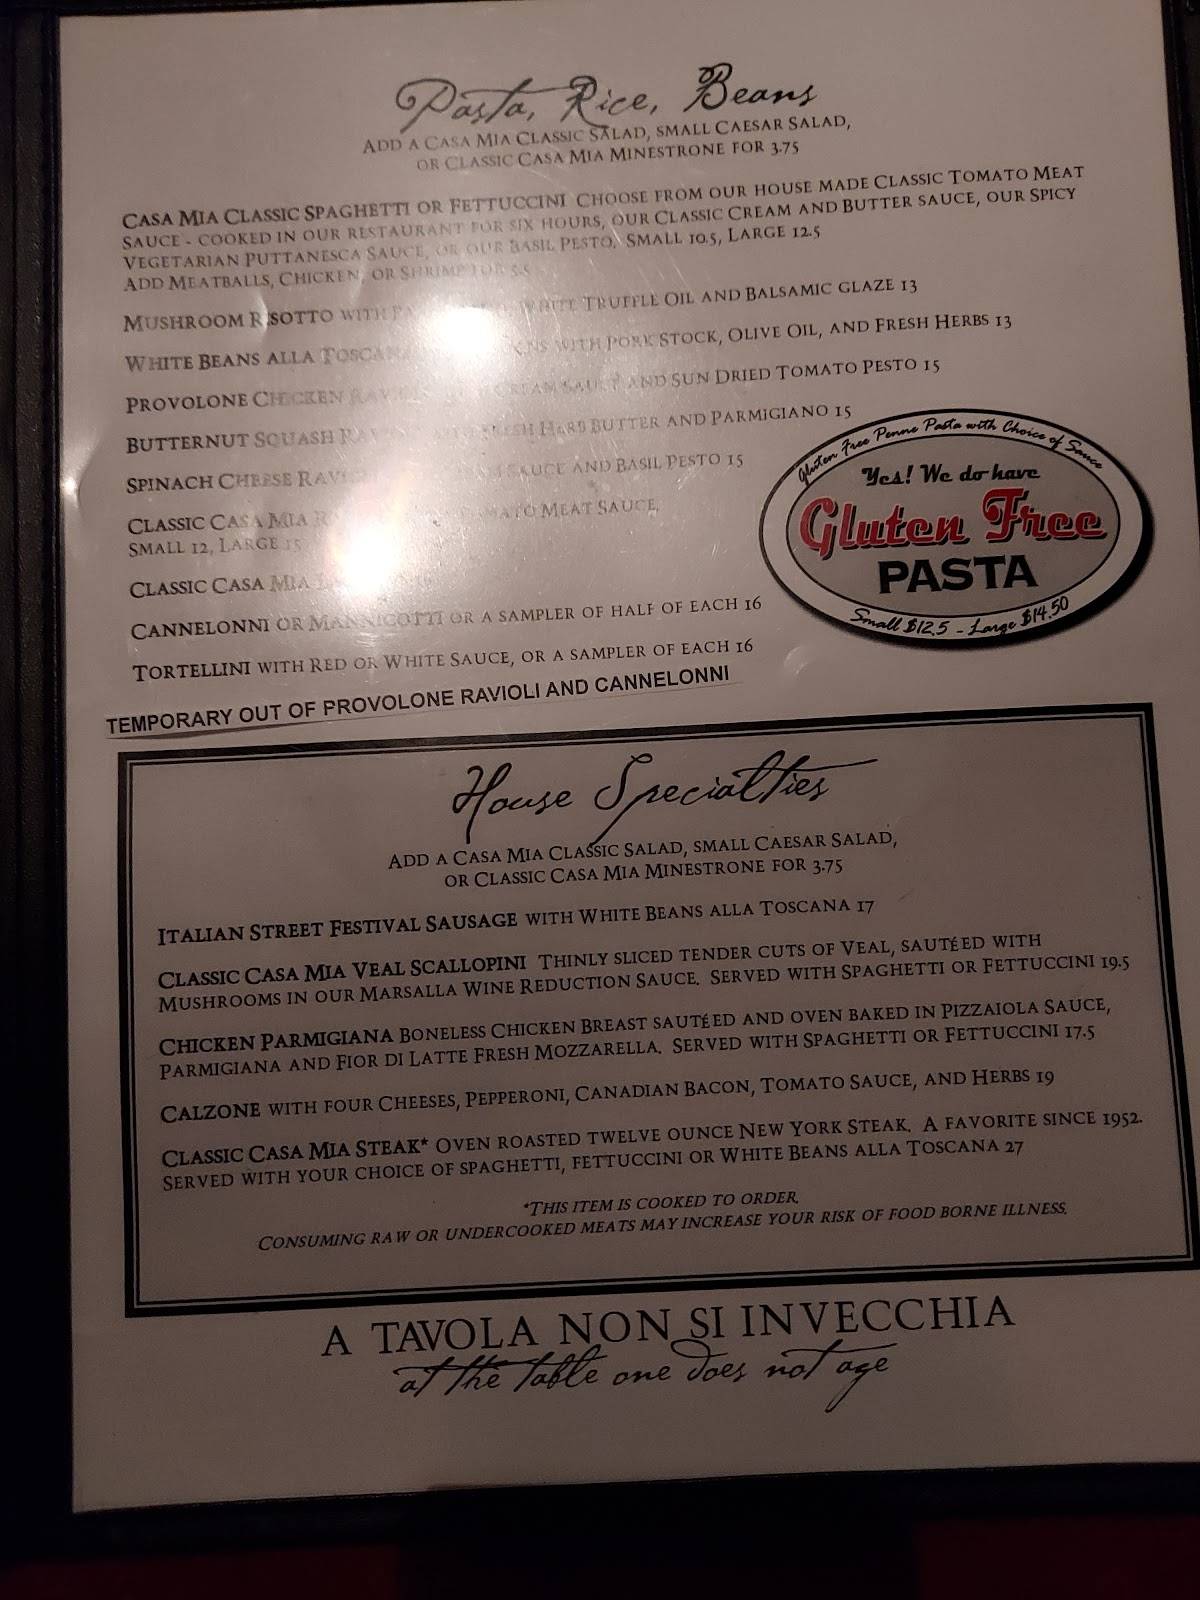 Pasta, Rice, Beans
ADD A CASA MIA CLASSIC SALAD, SMALL CAESAR SALAD,
OR CLASSIC CASA MIA MINESTRONE FOR 3.75
CASA MIA CLASSIC SPAGHETTI OR FETTUCCINI CHOOSE FROM OUR HOUSE MADE CLASSIC TOMATO MEAT
SAUCE - COOKED IN OUR RESTAURANT FOR SIX HOURS, OUR CLASSIC CREAM AND BUTTER SAUCE, OUR SPICY
VEGETARIAN PUTTANESCA SAUCE, OR OUR BASIL PESTO. SMALL 10.5, LARGE 12.5
ADD MEATBALLS, CHICKEN, OR SHRIMP FOR 5.5
MUSHROOM RISOTTO WITH WHITE TRUFFLE OIL AND BALSAMIC GLAZE 13
WHITE BEANS ALLA TOSCANA WITH PORK STOCK, OLIVE OIL, AND FRESH HERBS 13
PROVOLONE CHICKEN CREAM SAUCE AND SUN DRIED TOMATO PESTO 15
BUTTERNUT SQUASH FRESH HERB BUTTER AND PARMIGIANO 15
SPINACH CHEESE SAUCE AND BASIL PESTO 15
CLASSIC CASA MIA TOMATO MEAT SAUCE,
SMALL 12, LARGE 15
CLASSIC CASA MIA
CANNELONNI OR MANNICOTTI OR A SAMPLER OF HALF OF EACH 16
TORTELLINI WITH RED OR WHITE SAUCE, OR A SAMPLER OF EACH 16
TEMPORARY OUT OF PROVOLONE RAVIOLI AND CANNELONNI
Gluten Free Penne Pasta with Choice of Sauce
Yes! We do have
Gluten Free
PASTA
Small $12.5 - Large $14.50
House Specialties
ADD A CASA MIA CLASSIC SALAD, SMALL CAESAR SALAD,
OR CLASSIC CASA MIA MINESTRONE FOR 3.75
ITALIAN STREET FESTIVAL SAUSAGE WITH WHITE BEANS ALLA TOSCANA 17
CLASSIC CASA MIA VEAL SCALLOPINI THINLY SLICED TENDER CUTS OF VEAL, SAUTÉED WITH
MUSHROOMS IN OUR MARSALLA WINE REDUCTION SAUCE. SERVED WITH SPAGHETTI OR FETTUCCINI 19.5
CHICKEN PARMIGIANA BONELESS CHICKEN BREAST SAUTÉED AND OVEN BAKED IN PIZZAIOLA SAUCE,
PARMIGIANA AND FIOR DI LATTE FRESH MOZZARELLA. SERVED WITH SPAGHETTI OR FETTUCCINI 17.5
CALZONE WITH FOUR CHEESES, PEPPERONI, CANADIAN BACON, TOMATO SAUCE, AND HERBS 19
CLASSIC CASA MIA STEAK* OVEN ROASTED TWELVE OUNCE NEW YORK STEAK. A FAVORITE SINCE 1952.
SERVED WITH YOUR CHOICE OF SPAGHETTI, FETTUCCINI OR WHITE BEANS ALLA TOSCANA 27
*THIS ITEM IS COOKED TO ORDER.
CONSUMING RAW OR UNDERCOOKED MEATS MAY INCREASE YOUR RISK OF FOOD BORNE ILLNESS.
A TAVOLA NON SI INVECCHIA
at the table one does not age